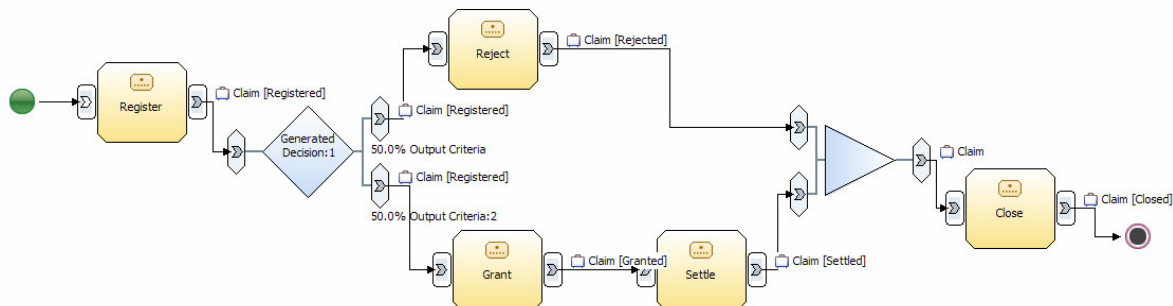 Register
Claim [Registered]
Generated
Decision:1
Claim [Registered]
50.0% Output Criteria
Claim [Registered]
50.0% Output Criteria:2
Reject
Claim [Rejected]
Grant
Claim [Granted]
Settle
Claim [Settled]
Claim
Close
Claim [Closed]